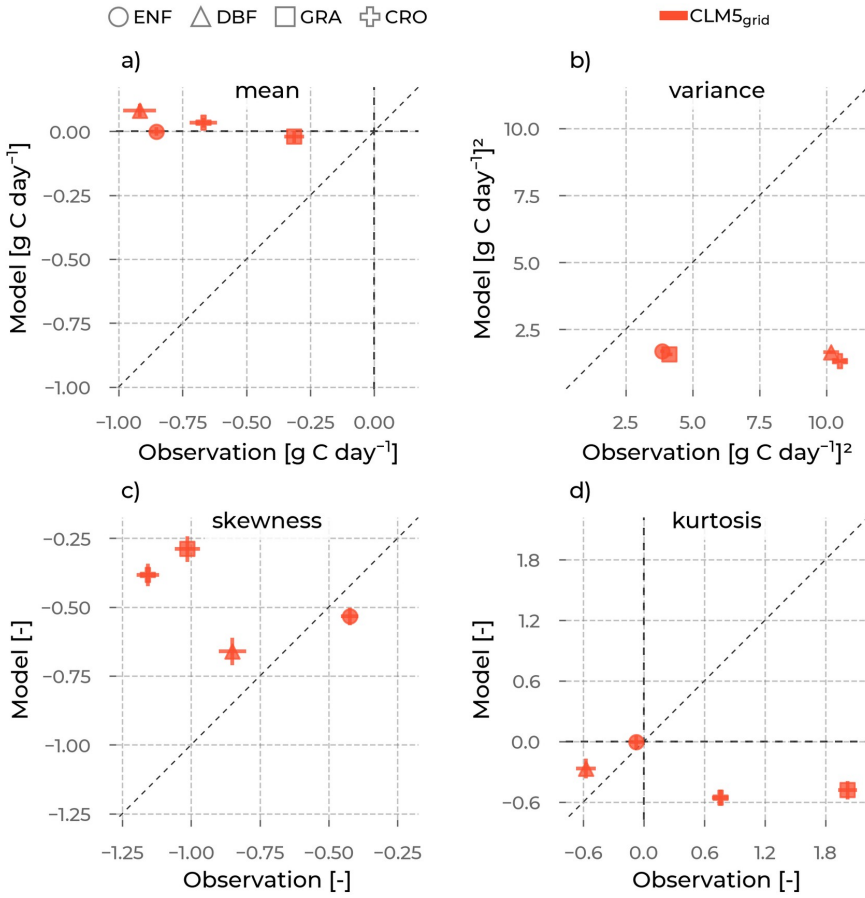 ENF DBF GRA CRO
CLM5grid
a)
mean
0.00
−0.25
−0.50
−0.75
−1.00
Model [g C day⁻¹]
−1.00 −0.75 −0.50 −0.25 0.00
Observation [g C day⁻¹]
b)
variance
10.0
7.5
5.0
2.5
Model [g C day⁻¹]²
2.5 5.0 7.5 10.0
Observation [g C day⁻¹]²
c)
skewness
−0.25
−0.50
−0.75
−1.00
−1.25
Model [-]
−1.25 −1.00 −0.75 −0.50 −0.25
Observation [-]
d)
kurtosis
1.8
1.2
0.6
0.0
−0.6
Model [-]
−0.6 0.0 0.6 1.2 1.8
Observation [-]